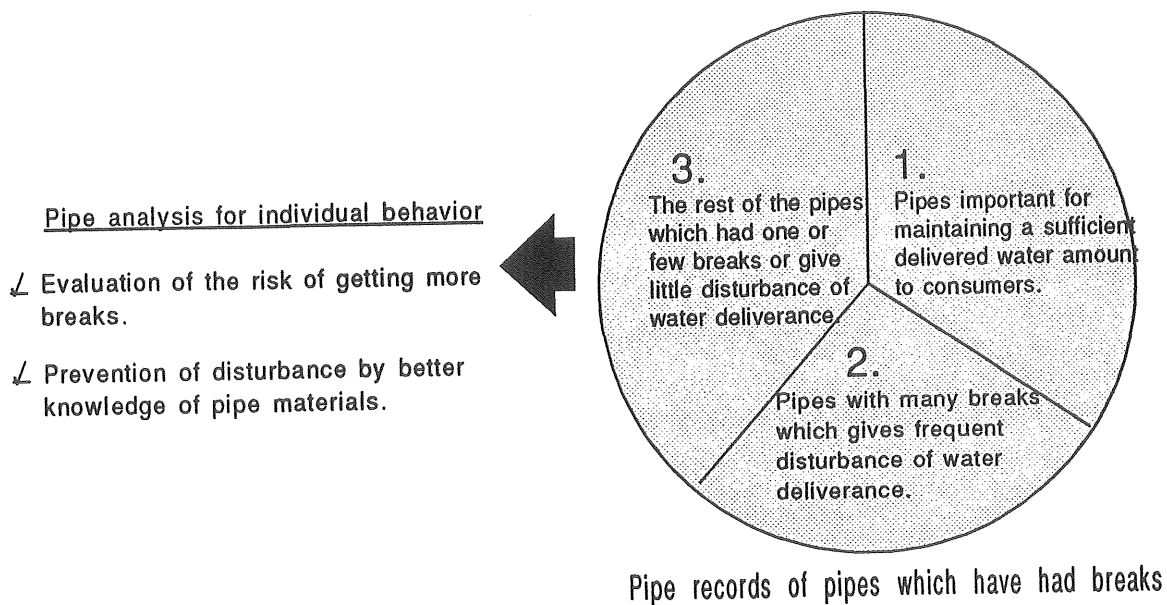 Pipe analysis for individual behavior
Evaluation of the risk of getting more
breaks.
Prevention of disturbance by better
knowledge of pipe materials.
3.
The rest of the pipes
which had one or
few breaks or give
little disturbance of
water deliverance.
1.
Pipes important for
maintaining a sufficient
delivered water amount
to consumers.
2.
Pipes with many breaks
which gives frequent
disturbance of water
deliverance.
Pipe records of pipes which have had breaks